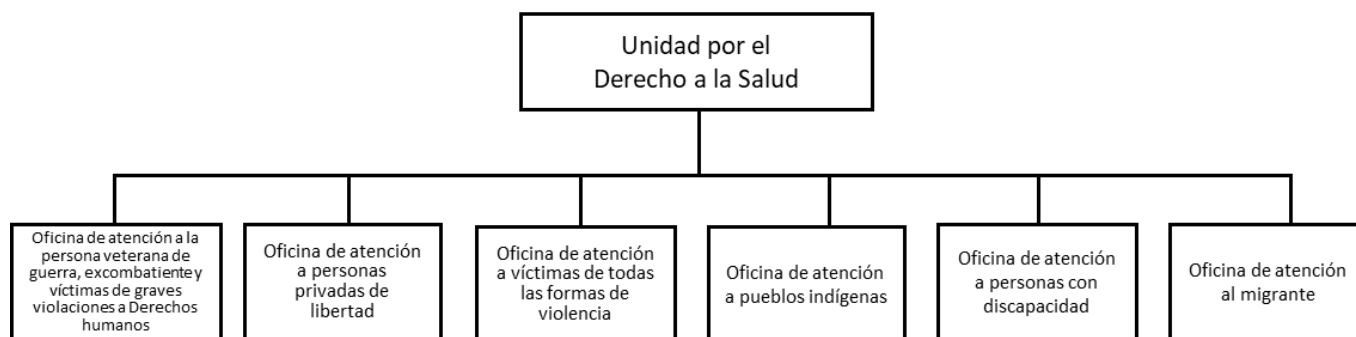 Unidad por el
Derecho a la Salud
Oficina de atención a la
persona veterana de
guerra, excombatiente y
víctimas de graves
violaciones a Derechos
humanos
Oficina de atención
a personas
privadas de
libertad
Oficina de atención
a víctimas de todas
las formas de
violencia
Oficina de atención
a pueblos indígenas
Oficina de atención
a personas con
discapacidad
Oficina de atención
al migrante